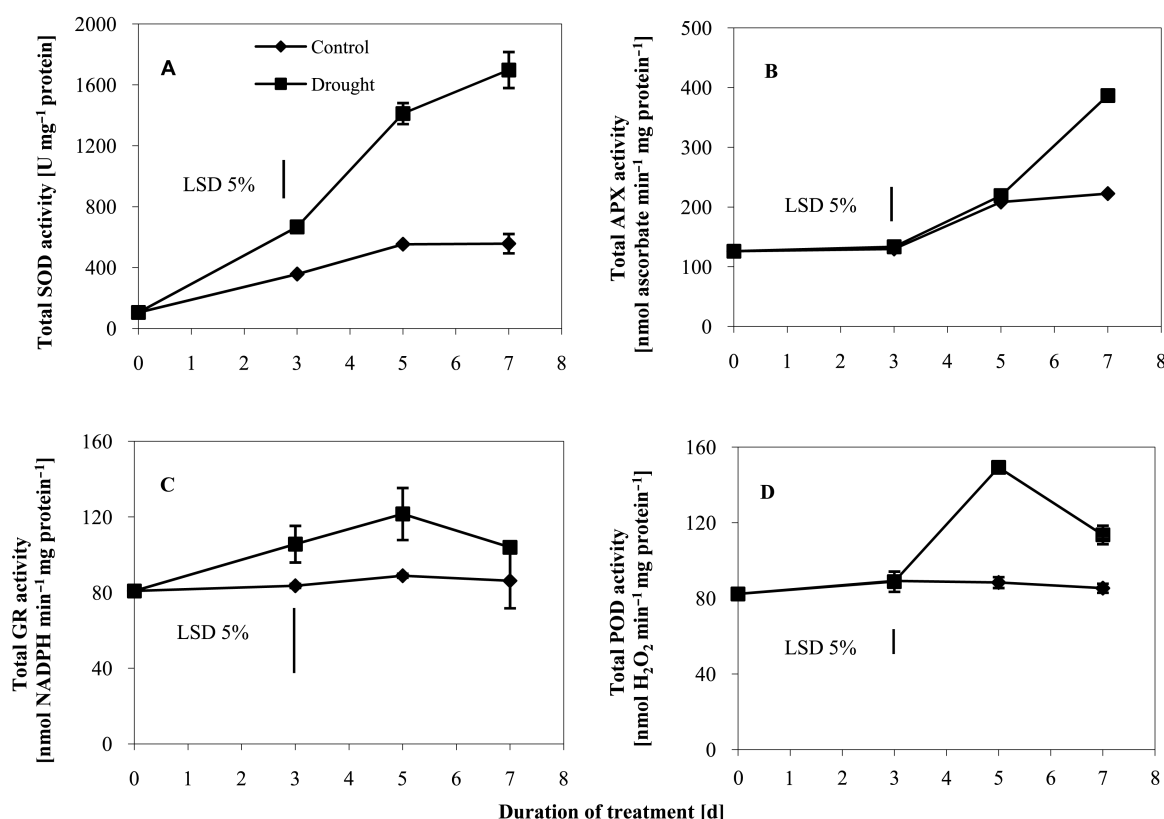 2000
1600
1200
800
400
0
Total SOD activity [U mg⁻¹ protein]
A
Control
Drought
LSD 5%
0 1 2 3 4 5 6 7 8
500
400
300
200
100
0
Total APX activity
[nmol ascorbate min⁻¹ mg protein⁻¹]
B
LSD 5%
0 1 2 3 4 5 6 7 8
160
120
80
40
0
Total GR activity
[nmol NADPH min⁻¹ mg protein⁻¹]
C
LSD 5%
0 1 2 3 4 5 6 7 8
160
120
80
40
0
Total POD activity
[nmol H₂O₂ min⁻¹ mg protein⁻¹]
D
LSD 5%
0 1 2 3 4 5 6 7 8
Duration of treatment [d]